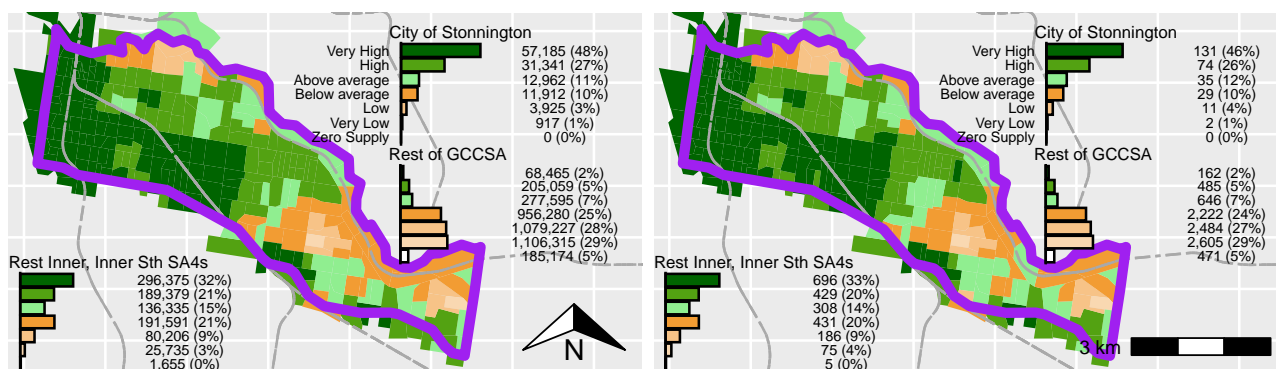 City of Stonnington
Very High 57,185 (48%)
High 31,341 (27%)
Above average 12,962 (11%)
Below average 11,912 (10%)
Low 3,925 (3%)
Very Low 917 (1%)
Zero Supply 0 (0%)
Rest of GCCSA
68,465 (2%)
205,059 (5%)
277,595 (7%)
956,280 (25%)
1,079,227 (28%)
1,106,315 (29%)
185,174 (5%)
Rest Inner, Inner Sth SA4s
296,375 (32%)
189,379 (21%)
136,335 (15%)
191,591 (21%)
80,206 (9%)
25,735 (3%)
1,655 (0%)
N
City of Stonnington
Very High 131 (46%)
High 74 (26%)
Above average 35 (12%)
Below average 29 (10%)
Low 11 (4%)
Very Low 2 (1%)
Zero Supply 0 (0%)
Rest of GCCSA
162 (2%)
485 (5%)
646 (7%)
2,222 (24%)
2,484 (27%)
2,605 (29%)
471 (5%)
Rest Inner, Inner Sth SA4s
696 (33%)
429 (20%)
308 (14%)
431 (20%)
186 (9%)
75 (4%)
5 (0%)
3 km